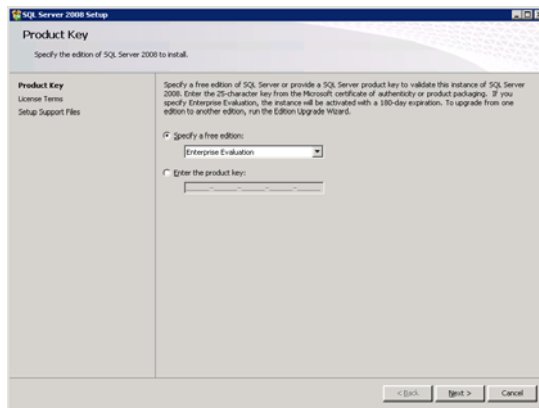 SQL Server 2008 Setup
Product Key
Specify the edition of SQL Server 2008 to install.
Product Key
License Terms
Setup Support Files
Specify a free edition of SQL Server or provide a SQL Server product key to validate this instance of SQL Server
2008. Enter the 25-character key from the Microsoft certificate of authenticity or product packaging. If you
specify Enterprise Evaluation, the instance will be activated with a 180-day expiration. To upgrade from one
edition to another edition, run the Edition Upgrade Wizard.
Specify a free edition:
Enterprise Evaluation
Enter the product key:
_____-_____-_____-_____-_____
< Back
Next >
Cancel